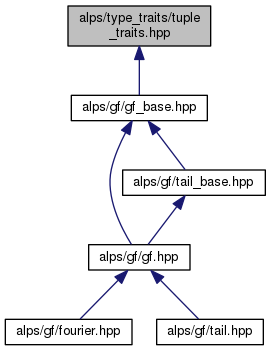 alps/type_traits/tuple
_traits.hpp
alps/gf/gf_base.hpp
alps/gf/tail_base.hpp
alps/gf/gf.hpp
alps/gf/fourier.hpp
alps/gf/tail.hpp